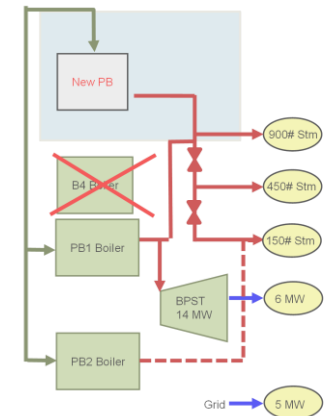 New PB
900# Stm
B4 Boiler
450# Stm
PB1 Boiler
150# Stm
BPST
14 MW
6 MW
PB2 Boiler
Grid
5 MW